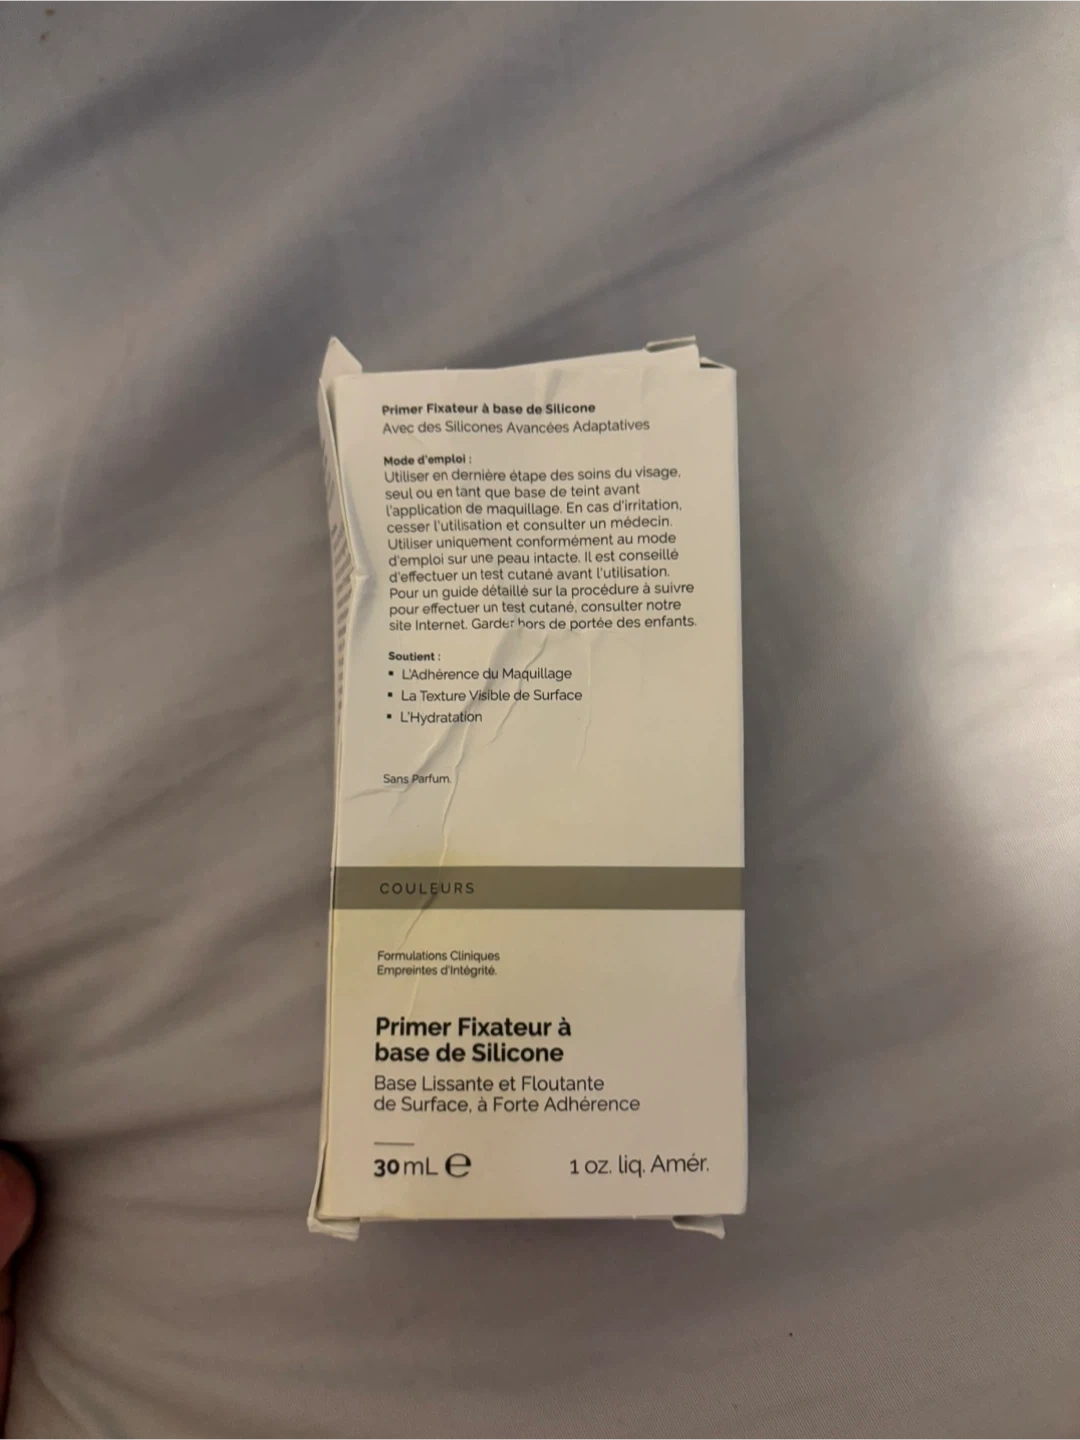 Primer Fixateur à base de Silicone
Avec des Silicones Avancées Adaptatives
Mode d'emploi :
Utiliser en dernière étape des soins du visage,
seul ou en tant que base de teint avant
l'application de maquillage. En cas d'irritation,
cesser l'utilisation et consulter un médecin.
Utiliser uniquement conformément au mode
d'emploi sur une peau intacte. Il est conseillé
d'effectuer un test cutané avant l'utilisation.
Pour un guide détaillé sur la procédure à suivre
pour effectuer un test cutané, consulter notre
site Internet. Garder hors de portée des enfants.
Soutient :
▪ L'Adhérence du Maquillage
▪ La Texture Visible de Surface
▪ L'Hydratation
Sans Parfum.
COULEURS
Formulations Cliniques
Empreintes d'Intégrité.
Primer Fixateur à
base de Silicone
Base Lissante et Floutante
de Surface, à Forte Adhérence
30 mL ℮ 1 oz. liq. Amér.